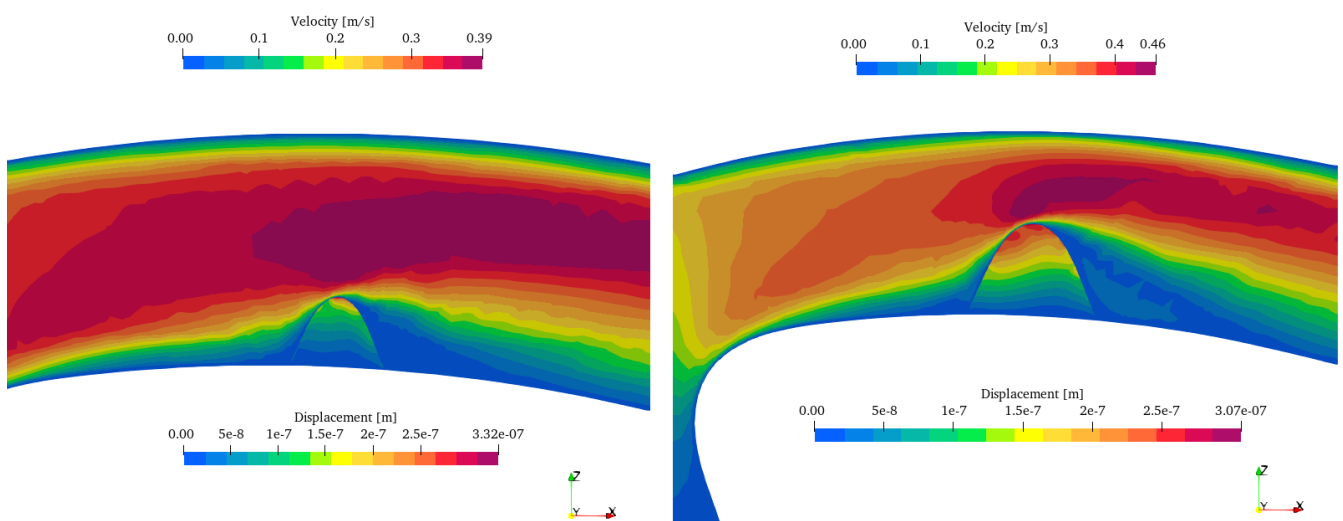 Velocity [m/s]
0.00 0.1 0.2 0.3 0.39
Displacement [m]
0.00 5e-8 1e-7 1.5e-7 2e-7 2.5e-7 3.32e-07
Z
Y X
Velocity [m/s]
0.00 0.1 0.2 0.3 0.4 0.46
Displacement [m]
0.00 5e-8 1e-7 1.5e-7 2e-7 2.5e-7 3.07e-07
Z
Y X